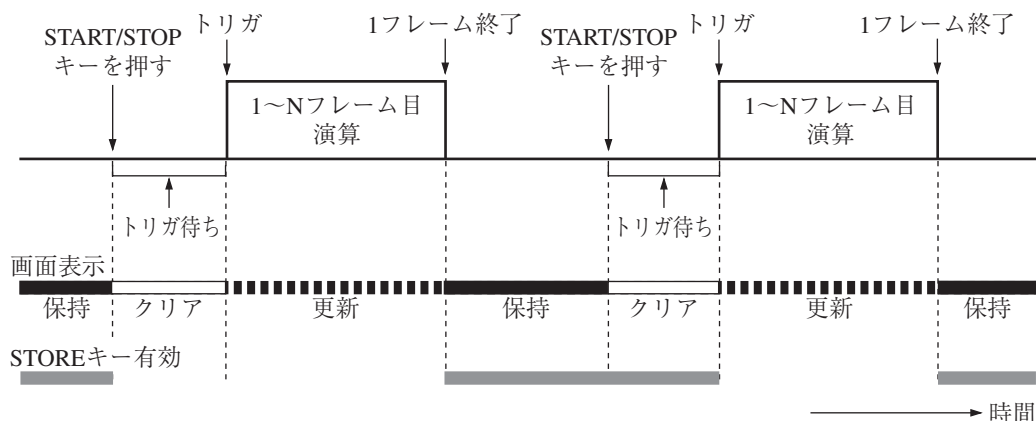 START/STOP
キーを押す
トリガ
1フレーム終了
START/STOP
キーを押す
トリガ
1フレーム終了
1〜Nフレーム目
演算
1〜Nフレーム目
演算
トリガ待ち
トリガ待ち
画面表示
保持
クリア
更新
保持
クリア
更新
保持
STOREキー有効
時間